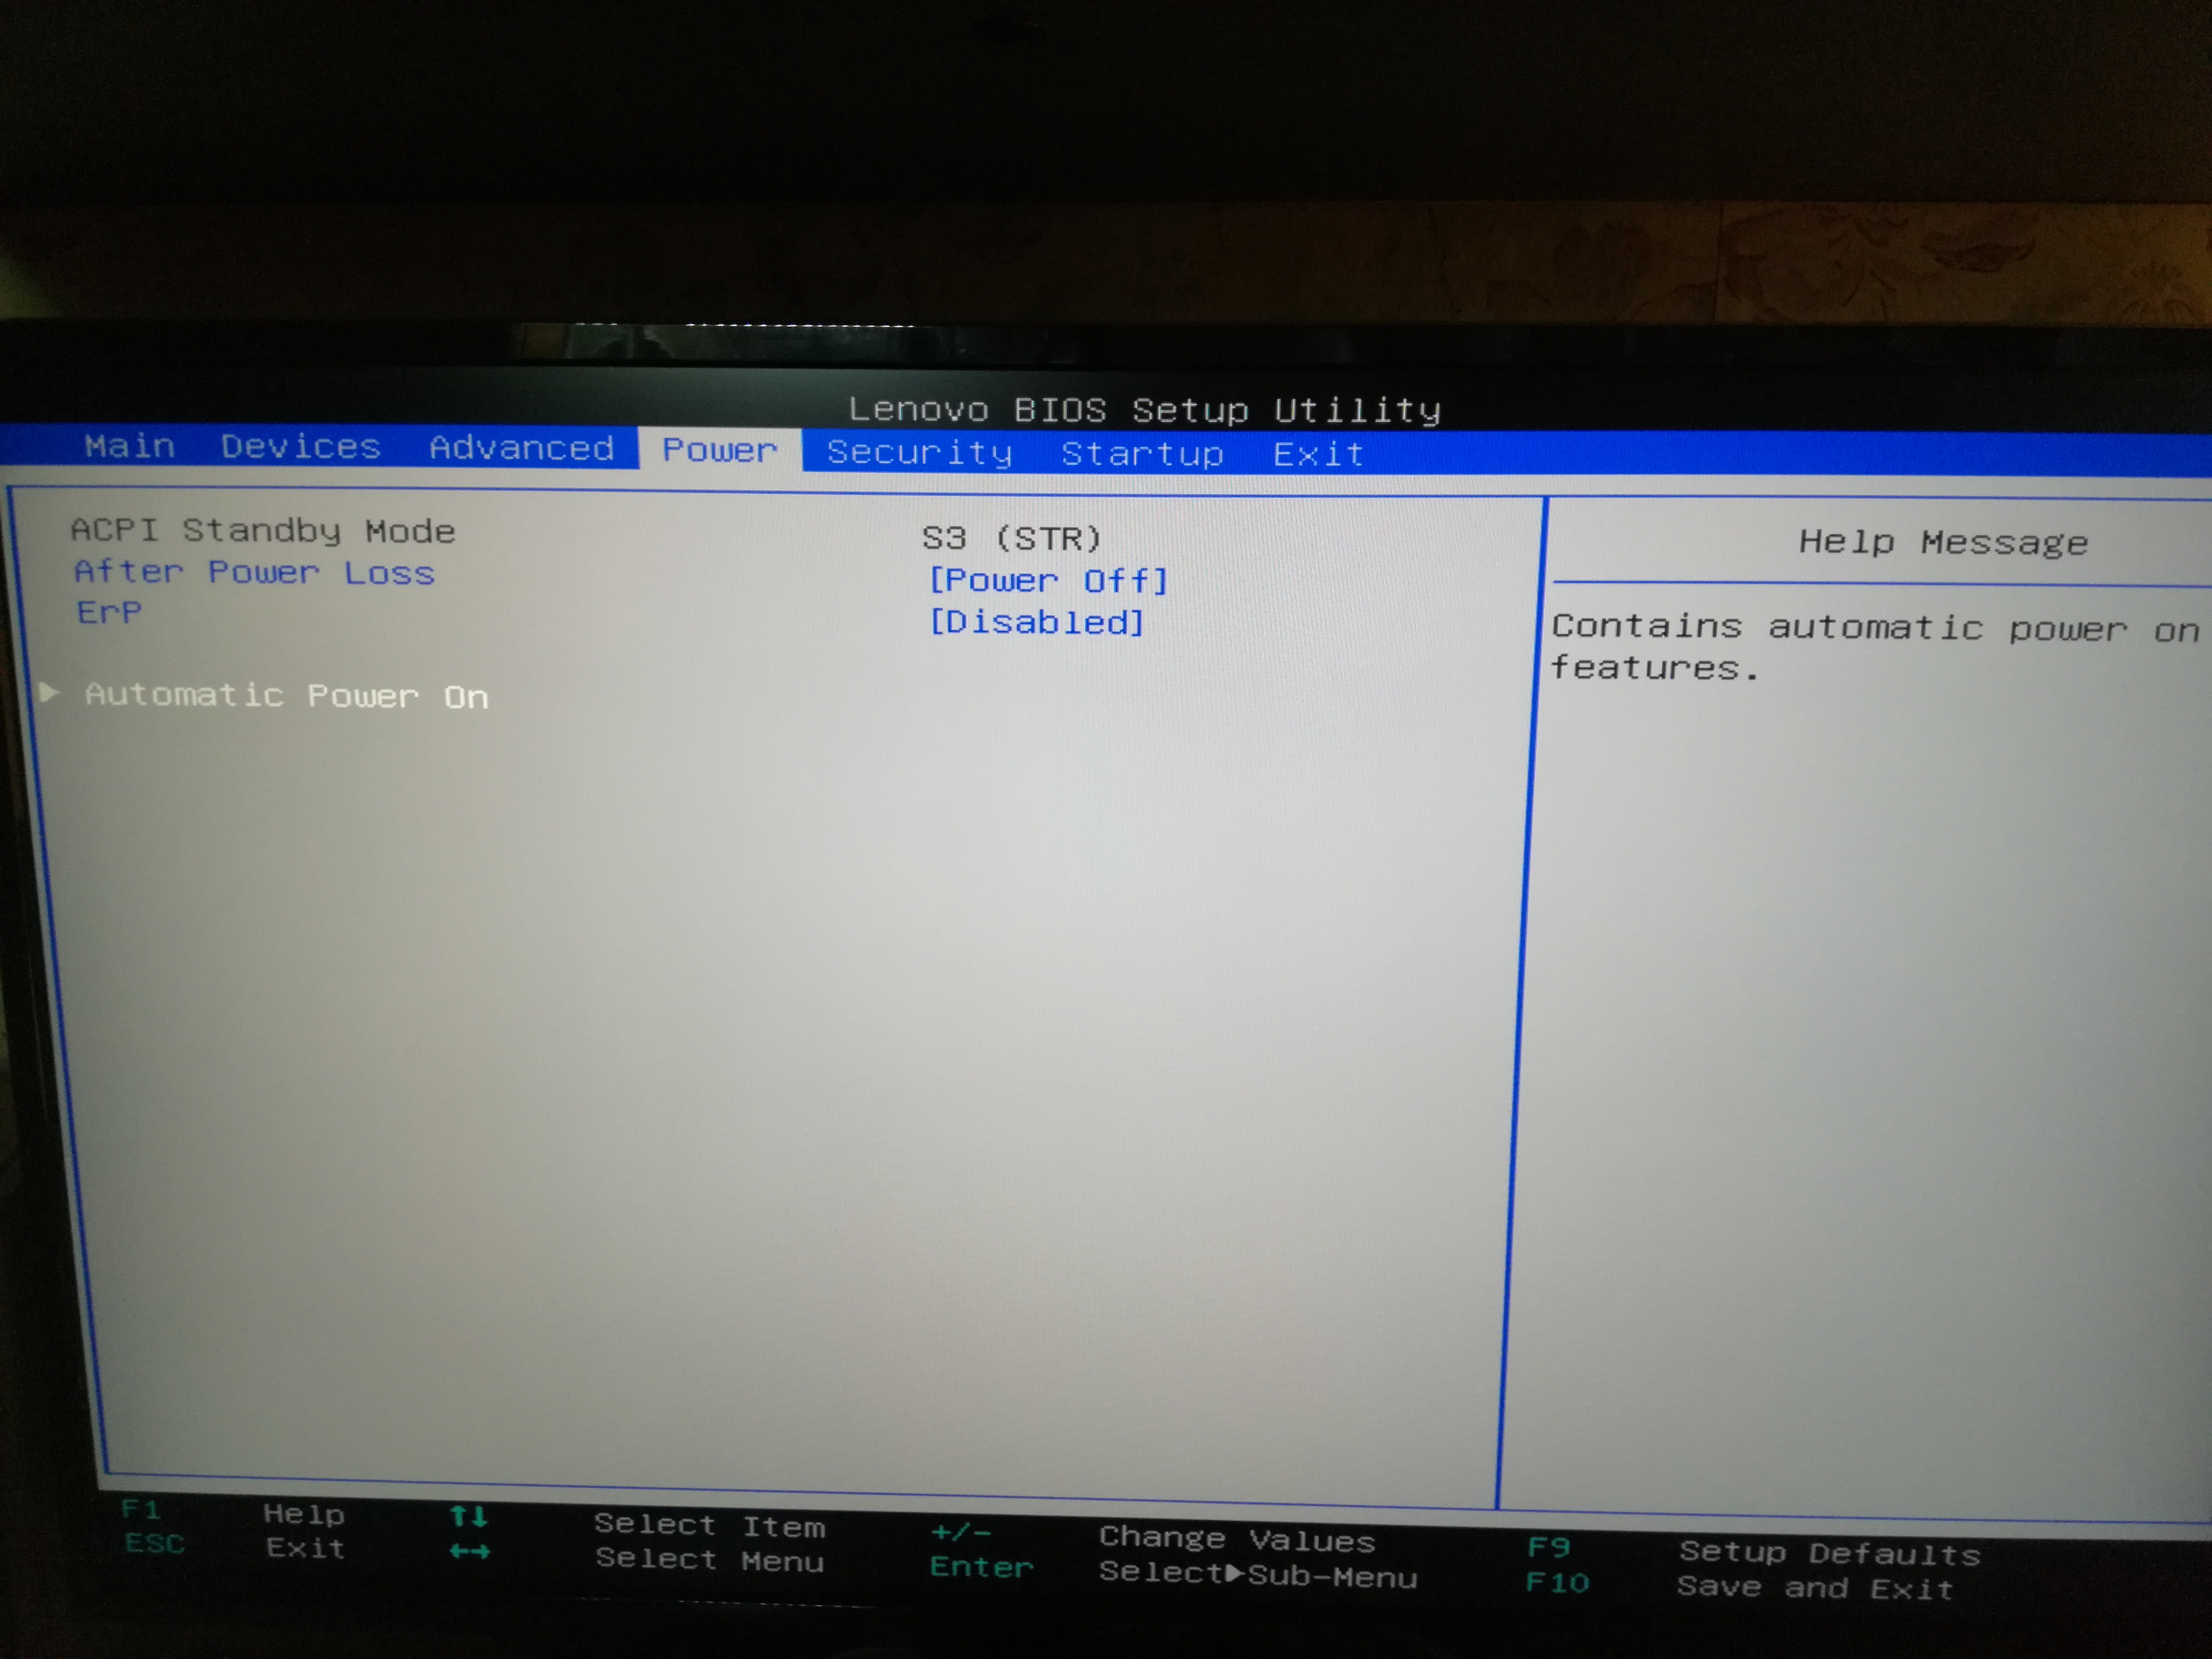 Lenovo BIOS Setup Utility
Main Devices Advanced Power Security Startup Exit
ACPI Standby Mode S3 (STR)
After Power Loss [Power Off]
ErP [Disabled]
▶ Automatic Power On
Help Message
Contains automatic power on
features.
F1 Help ↑↓ Select Item +/- Change Values F9 Setup Defaults
ESC Exit ←→ Select Menu Enter Select▶Sub-Menu F10 Save and Exit